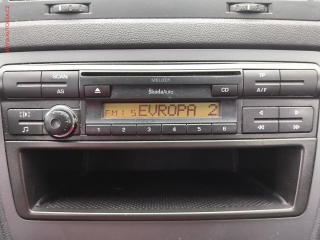 MELODY
SCAN
TP
AS
ŠkodaAuto
CD
A/F
FM1 5 EVROPA 2
1 2 3 4 5 6